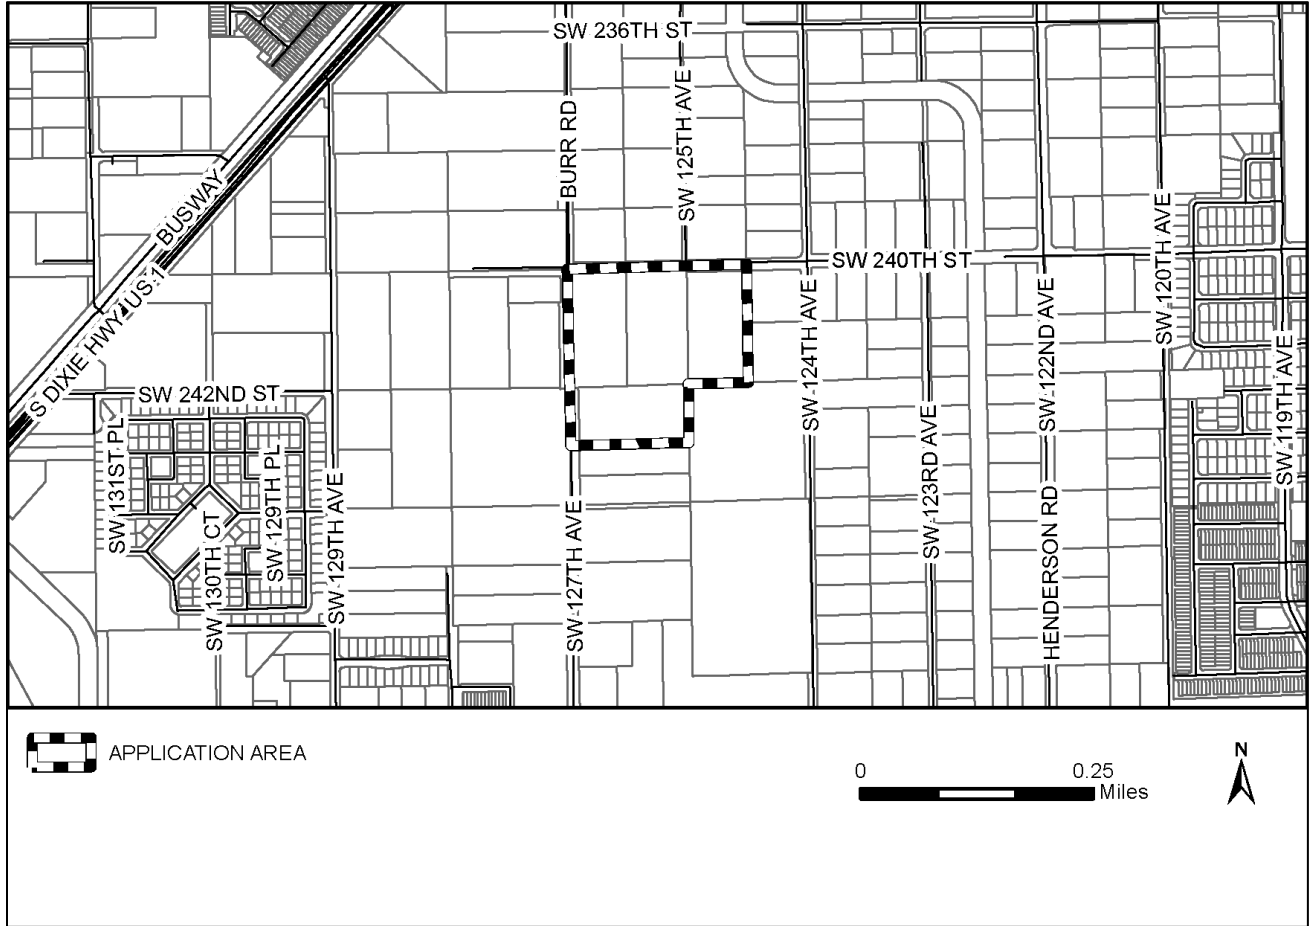 SW 236TH ST
BURR RD
SW 125TH AVE
BUSWAY
S DIXIE HWY US 1
SW 240TH ST
SW 120TH AVE
SW 124TH AVE
SW 122ND AVE
SW 119TH AVE
SW 242ND ST
SW 131ST PL
SW 129TH PL
SW 130TH CT
SW 129TH AVE
SW 127TH AVE
SW 123RD AVE
HENDERSON RD
APPLICATION AREA
0 0.25
Miles
N